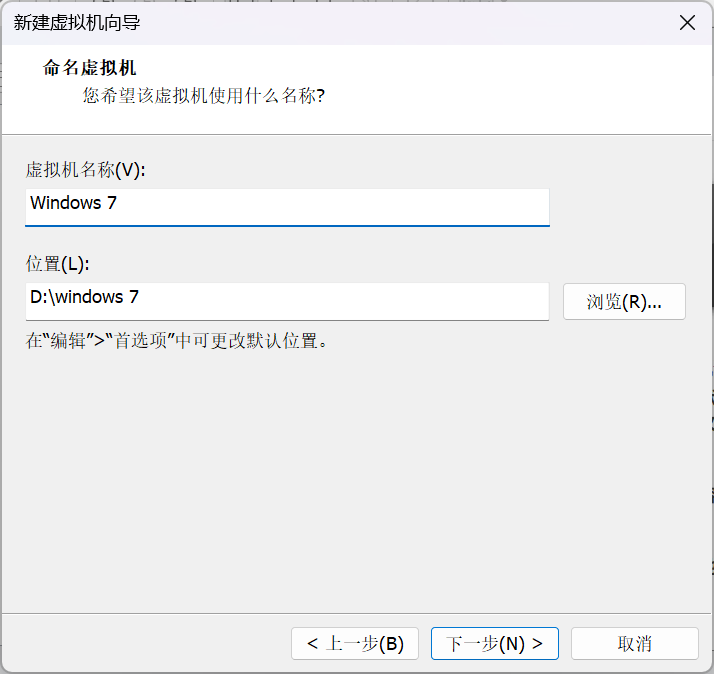 新建虚拟机向导
命名虚拟机
您希望该虚拟机使用什么名称?
虚拟机名称(V):
Windows 7
位置(L):
D:\windows 7
浏览(R)...
在“编辑”>“首选项”中可更改默认位置。
< 上一步(B)
下一步(N) >
取消